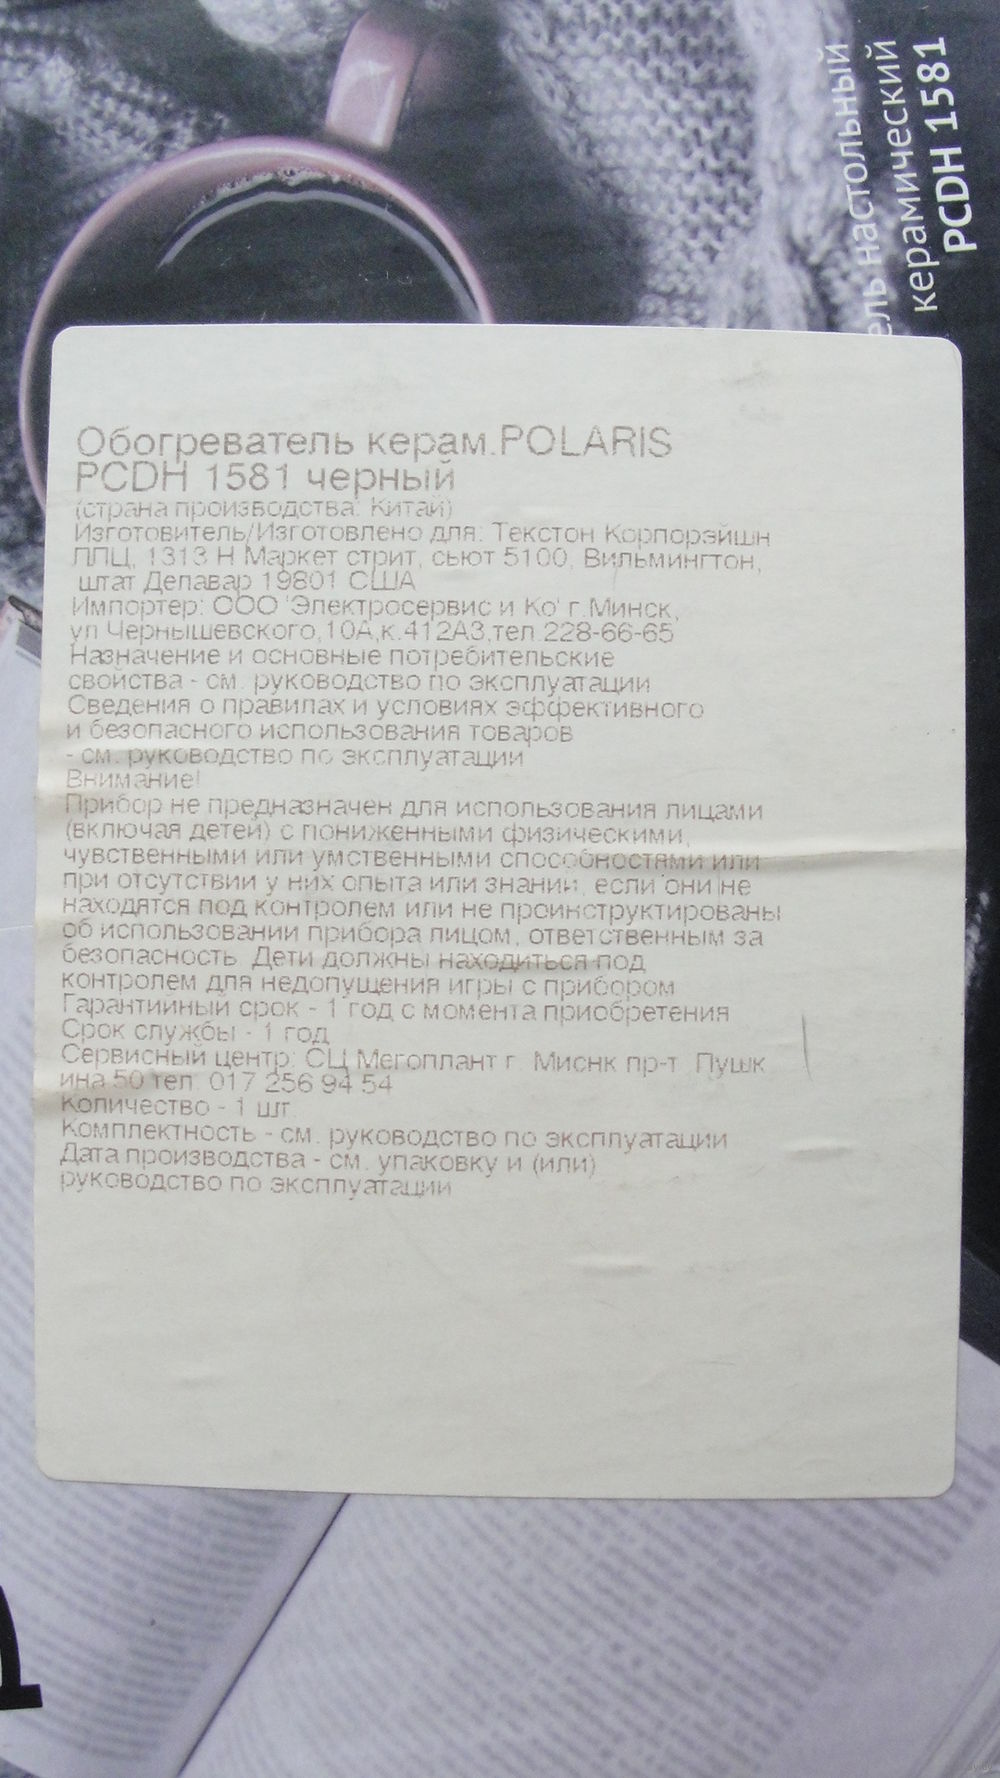 ель настольный
керамический
PCDH 1581
Обогреватель керам.POLARIS
PCDH 1581 черный
(страна производства: Китай)
Изготовитель/Изготовлено для: Текстон Корпорэйшн
ЛЛЦ, 1313 Н Маркет стрит, сьют 5100, Вильмингтон,
штат Делавар 19801 США
Импортер: ООО 'Электросервис и Ко' г.Минск,
ул.Чернышевского,10А,к.412А3,тел.228-66-65
Назначение и основные потребительские
свойства - см. руководство по эксплуатации
Сведения о правилах и условиях эффективного
и безопасного использования товаров
- см. руководство по эксплуатации
Внимание!
Прибор не предназначен для использования лицами
(включая детей) с пониженными физическими,
чувственными или умственными способностями или
при отсутствии у них опыта или знании, если они не
находятся под контролем или не проинструктированы
об использовании прибора лицом, ответственным за
безопасность. Дети должны находиться под
контролем для недопущения игры с прибором
Гарантийный срок - 1 год с момента приобретения
Срок службы - 1 год
Сервисный центр: СЦ Мегоплант г. Миснк пр-т. Пушк
ина 50 тел. 017 256 94 54
Количество - 1 шт.
Комплектность - см. руководство по эксплуатации
Дата производства - см. упаковку и (или)
руководство по эксплуатации